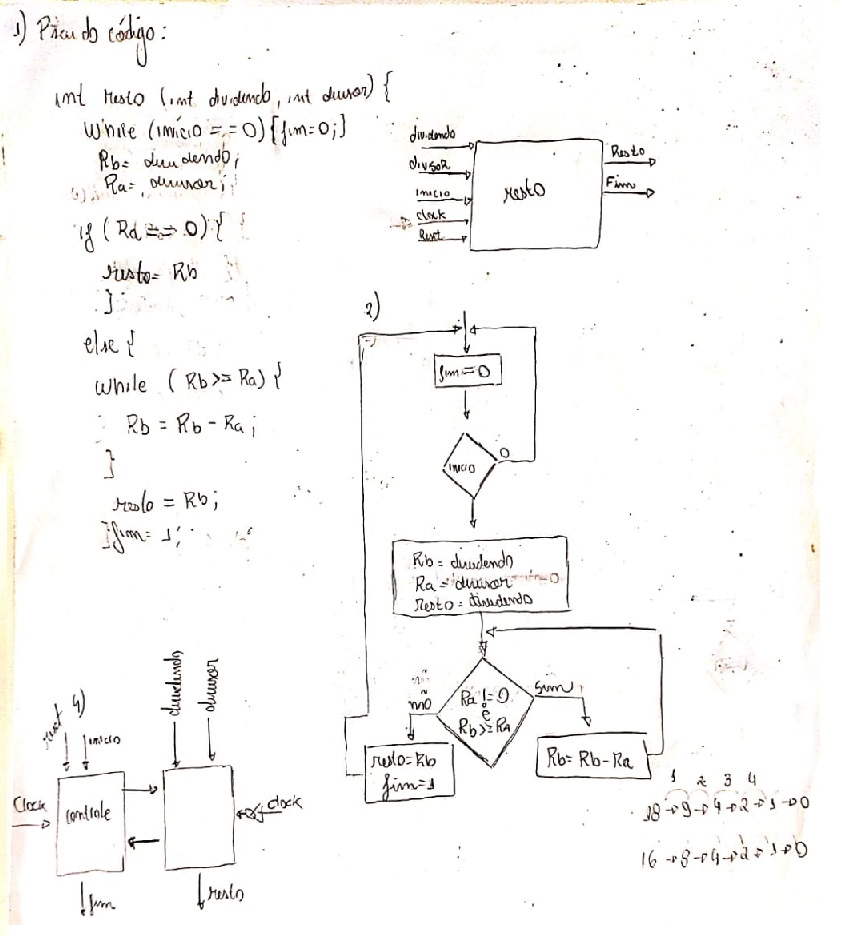 1) Pseudo código:
int resto (int dividendo, int divisor) {
while (inicio == 0) {fim=0;}
Rb= dividendo;
Ra= divisor;
if ( Ra == 0) {
resto= Rb
}
else {
while ( Rb >= Ra) {
Rb = Rb - Ra;
}
resto = Rb;
}fim= 1;
dividendo
divisor
inicio
clock
Reset
resto
Resto
Fim
2)
fim=0
inicio
0
Rb= dividendo
Ra = divisor
Resto= dividendo
Ra != 0
e
Rb >= Ra
não
sim
resto= Rb
fim=1
Rb= Rb - Ra
4)
reset
inicio
dividendo
divisor
Clock
controle
clock
fim
resto
1 2 3 4
18 → 9 → 4 → 2 → 1 → 0
16 → 8 → 4 → 2 → 1 → 0